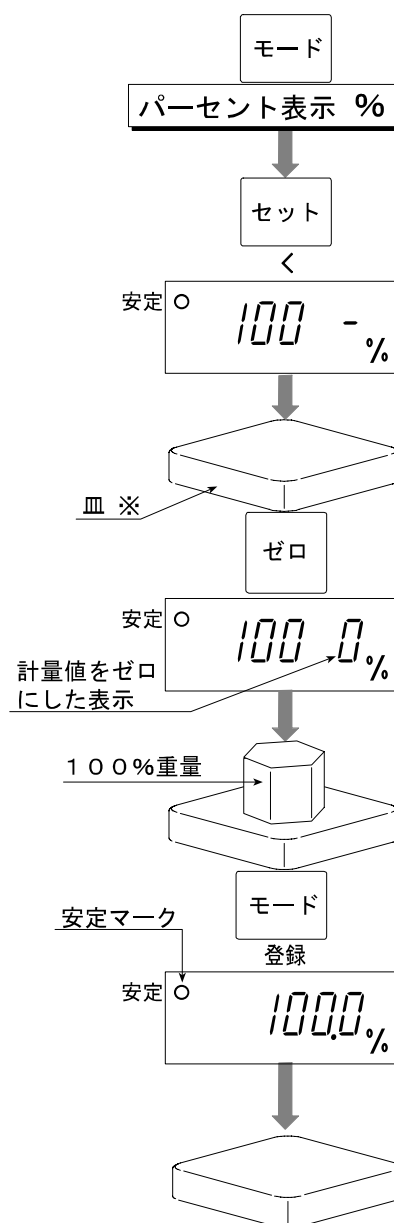 モード
パーセント表示 %
セット
く
安定 ○ 100 - %
皿 ※
ゼロ
安定 ○ 100 0 %
計量値をゼロ
にした表示
100%重量
モード
安定マーク
登録
安定 ○ 100.0 %